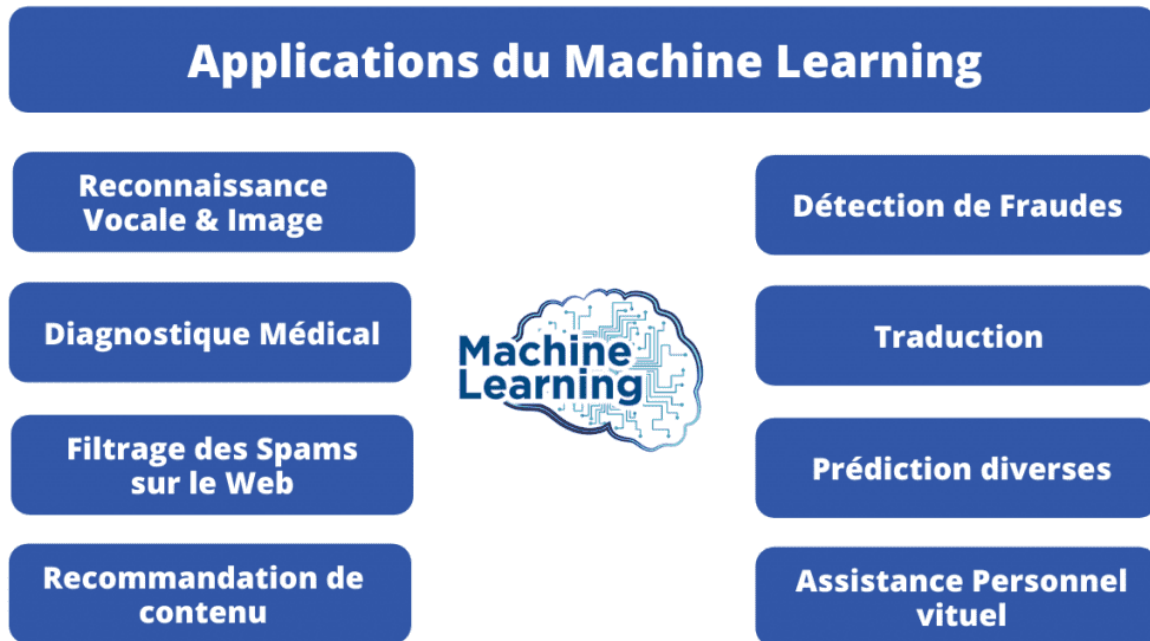 Applications du Machine Learning
Reconnaissance
Vocale & Image
Détection de Fraudes
Diagnostique Médical
Traduction
Machine
Learning
Filtrage des Spams
sur le Web
Prédiction diverses
Recommandation de
contenu
Assistance Personnel
vituel